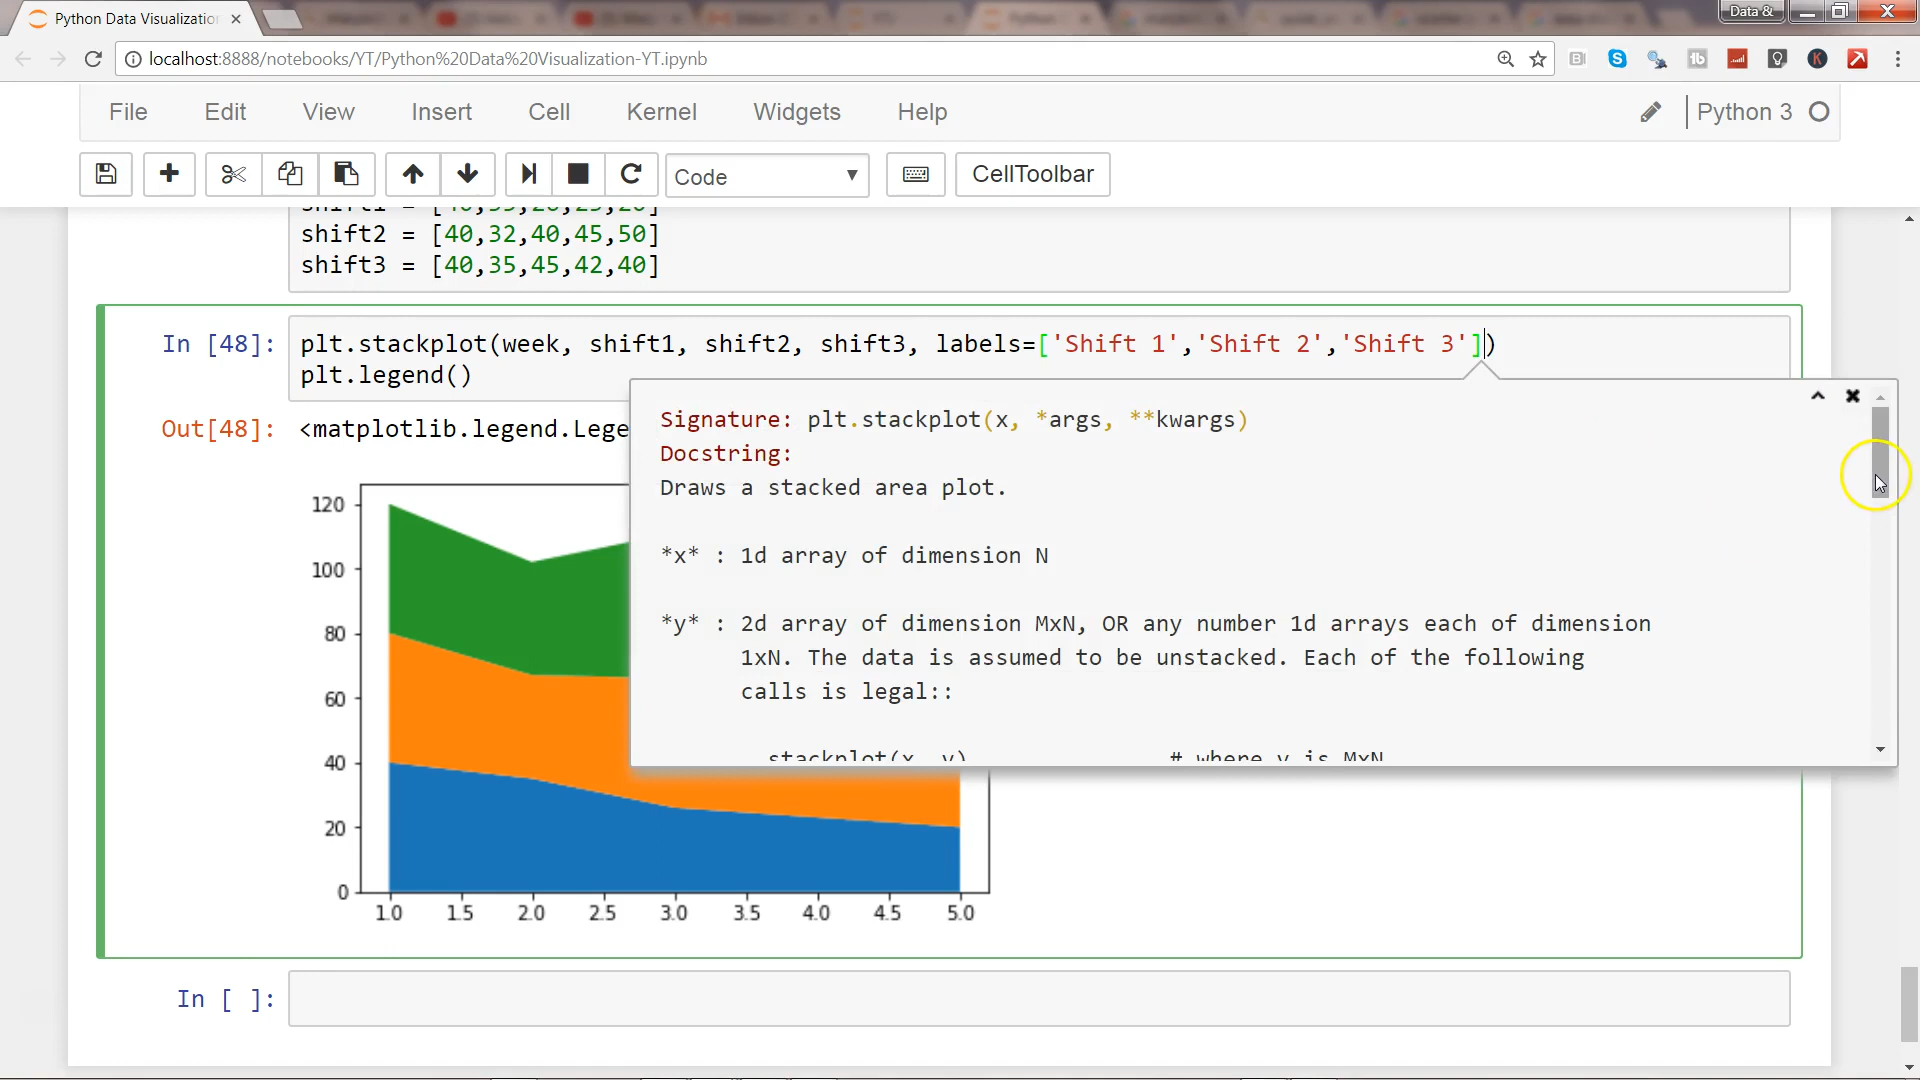 Python Data Visualization
Data &
localhost:8888/notebooks/YT/Python%20Data%20Visualization-YT.ipynb
File Edit View Insert Cell Kernel Widgets Help
Python 3
Code
CellToolbar
shift2 = [40,32,40,45,50]
shift3 = [40,35,45,42,40]
In [48]: plt.stackplot(week, shift1, shift2, shift3, labels=['Shift 1','Shift 2','Shift 3'])
plt.legend()
Out[48]: <matplotlib.legend.Lege
Signature: plt.stackplot(x, *args, **kwargs)
Docstring:
Draws a stacked area plot.
*x* : 1d array of dimension N
*y* : 2d array of dimension MxN, OR any number 1d arrays each of dimension
1xN. The data is assumed to be unstacked. Each of the following
calls is legal::
stackplot(x, y) # where y is MxN
120
100
80
60
40
20
0
1.0 1.5 2.0 2.5 3.0 3.5 4.0 4.5 5.0
In [ ]: